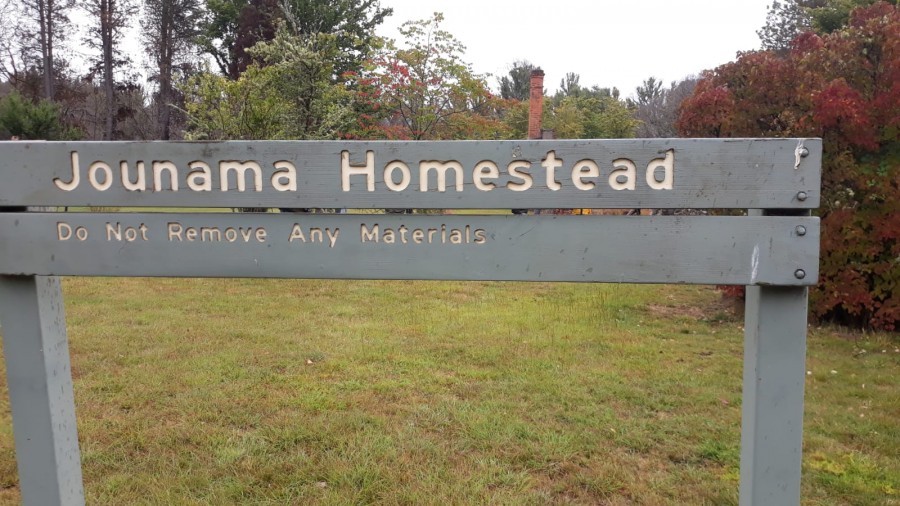 Jounama Homestead
Do Not Remove Any Materials